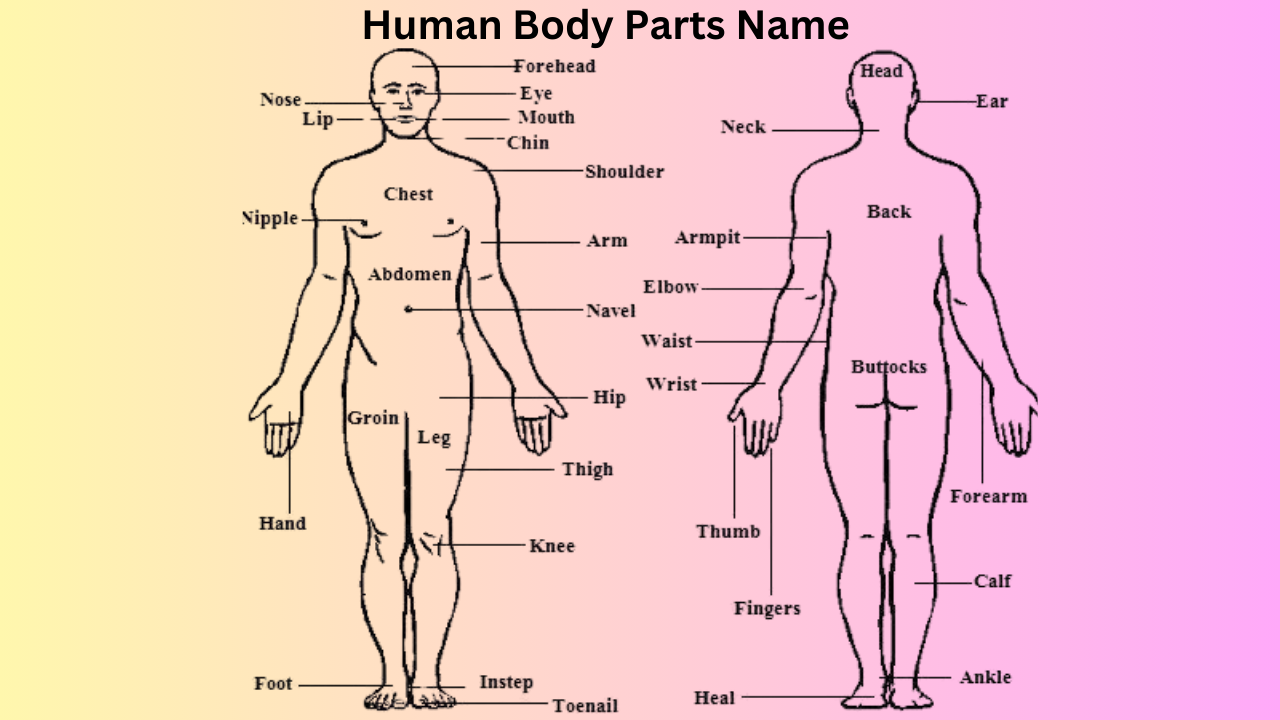 Human Body Parts Name
Forehead
Eye
Nose
Lip
Mouth
Chin
Shoulder
Chest
Nipple
Arm
Abdomen
Navel
Hip
Groin
Leg
Thigh
Hand
Knee
Foot
Instep
Toenail
Head
Ear
Neck
Back
Armpit
Elbow
Waist
Buttocks
Wrist
Forearm
Thumb
Calf
Fingers
Ankle
Heal